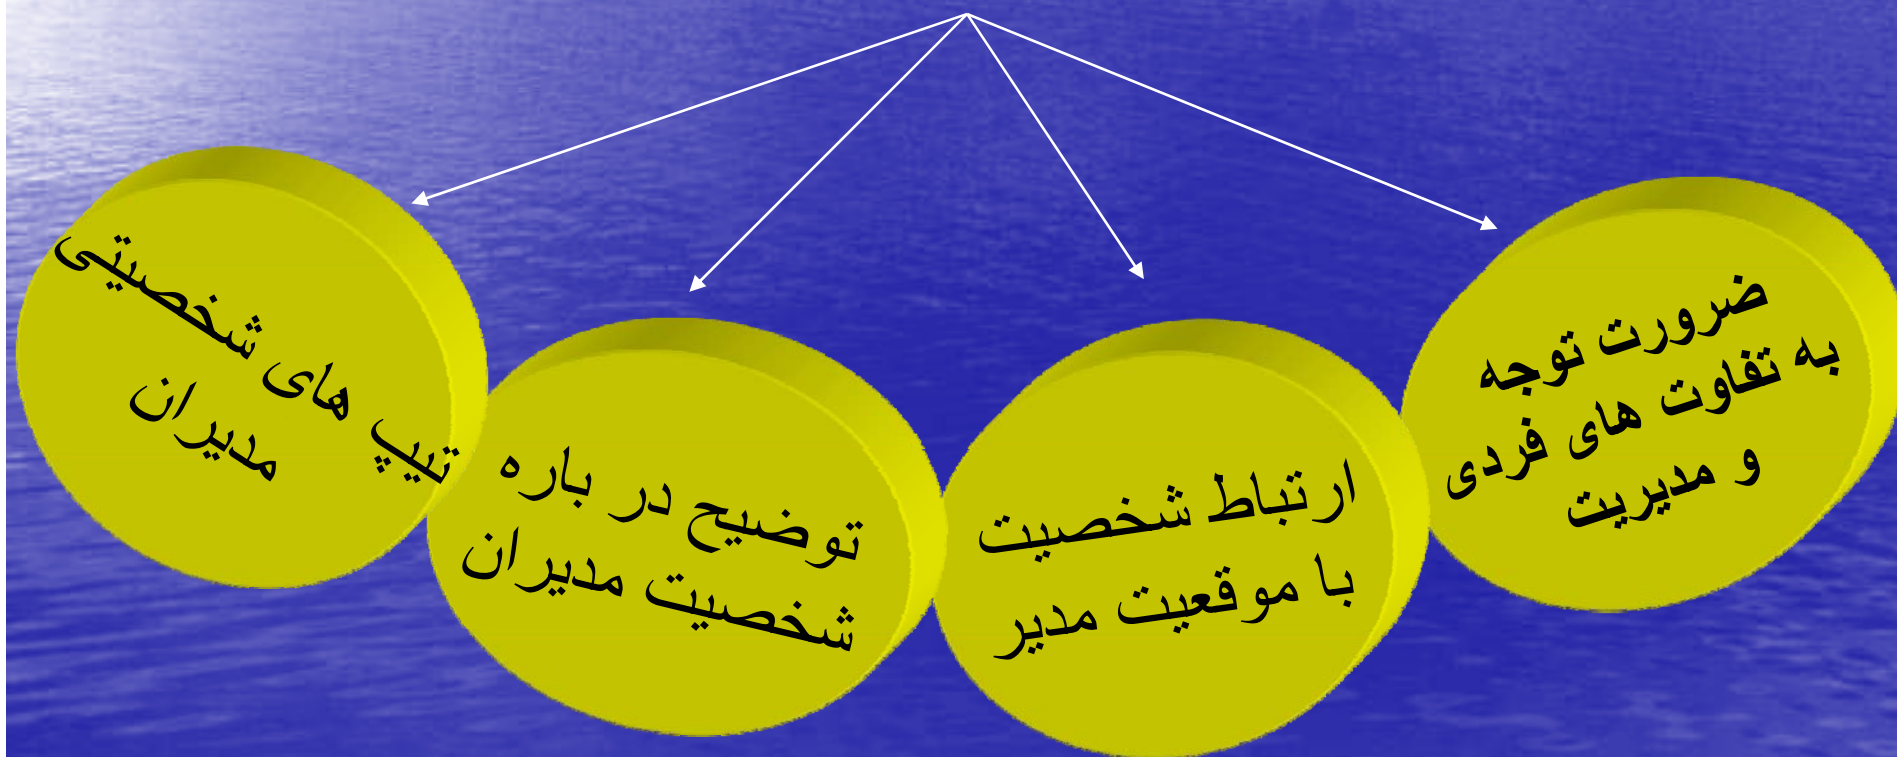 ضرورت توجه
به تفاوت های فردی
و مدیریت
ارتباط شخصیت
با موقعیت مدیر
توضیح در باره
شخصیت مدیران
تیپ های شخصیتی
مدیران